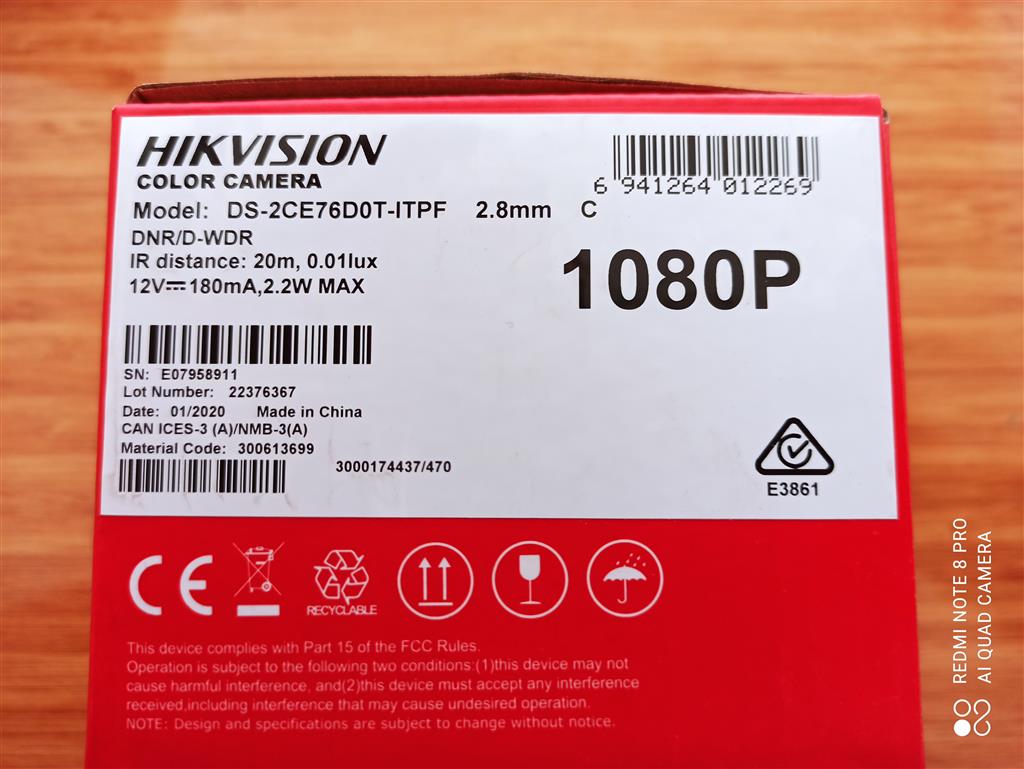 HIKVISION
COLOR CAMERA
Model: DS-2CE76D0T-ITPF 2.8mm C
DNR/D-WDR
IR distance: 20m, 0.01lux
12V⎓180mA,2.2W MAX
6 941264 012269
1080P
SN: E07958911
Lot Number: 22376367
Date: 01/2020 Made in China
CAN ICES-3 (A)/NMB-3(A)
Material Code: 300613699
3000174437/470
E3861
CE
RECYCLABLE
This device complies with Part 15 of the FCC Rules.
Operation is subject to the following two conditions:(1)this device may not
cause harmful interference, and(2)this device must accept any interference
received,including interference that may cause undesired operation.
NOTE: Design and specifications are subject to change without notice.
REDMI NOTE 8 PRO
AI QUAD CAMERA